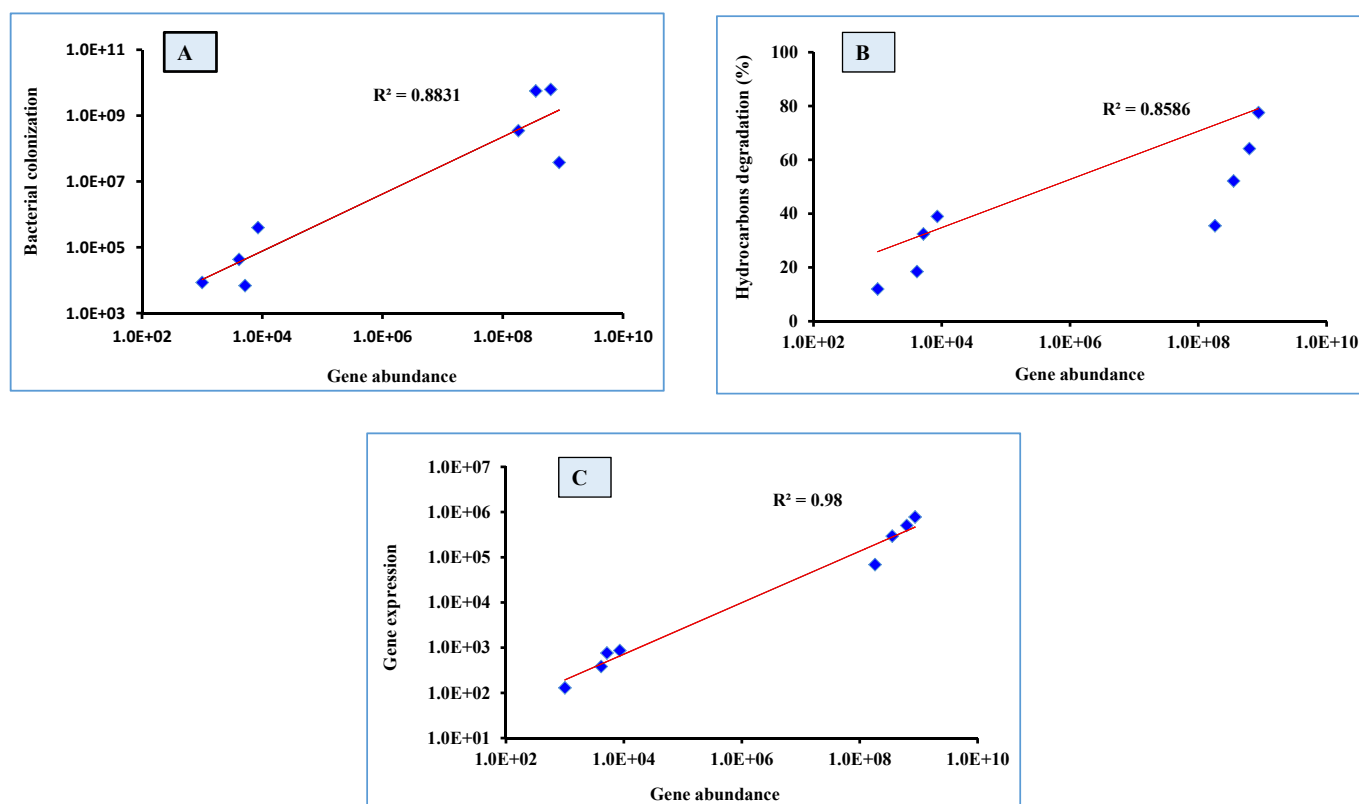 A
R² = 0.8831
Bacterial colonization
1.0E+11
1.0E+09
1.0E+07
1.0E+05
1.0E+03
1.0E+02
1.0E+04
1.0E+06
1.0E+08
1.0E+10
Gene abundance
B
R² = 0.8586
Hydrocarbons degradation (%)
100
80
60
40
20
0
1.0E+02
1.0E+04
1.0E+06
1.0E+08
1.0E+10
Gene abundance
C
R² = 0.98
Gene expression
1.0E+07
1.0E+06
1.0E+05
1.0E+04
1.0E+03
1.0E+02
1.0E+01
1.0E+02
1.0E+04
1.0E+06
1.0E+08
1.0E+10
Gene abundance